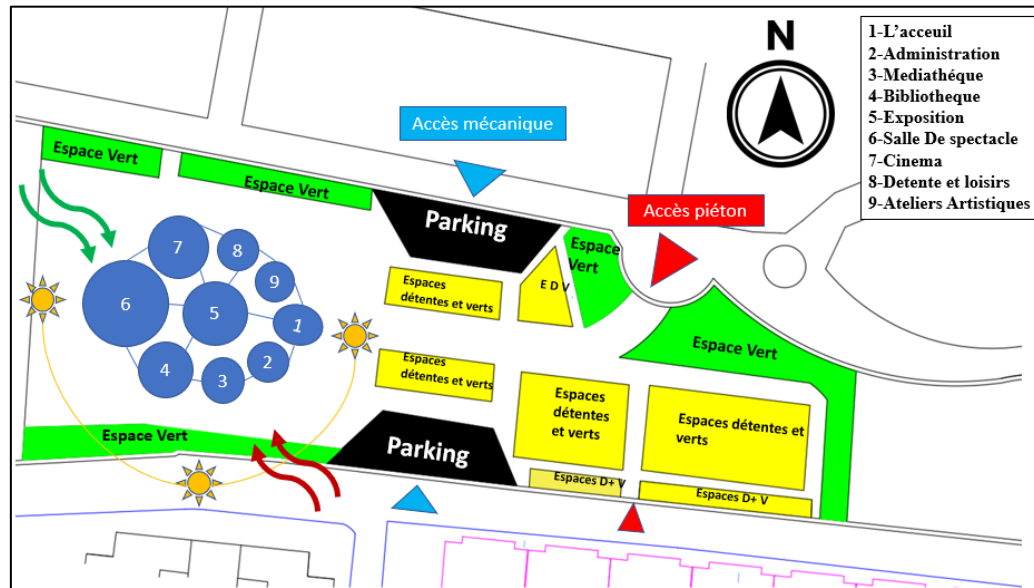 N
1-L'acceuil
2-Administration
3-Mediathéque
4-Bibliotheque
5-Exposition
6-Salle De spectacle
7-Cinema
8-Detente et loisirs
9-Ateliers Artistiques
Accès mécanique
Accès piéton
Espace Vert
Espace Vert
Parking
Espace
Vert
7
8
9
6
5
1
4
3
2
Espaces
détentes et verts
E D V
Espace Vert
Espaces
détentes et verts
Espaces
détentes
et verts
Espaces détentes et
verts
Espace Vert
Parking
Espaces D+ V
Espaces D+ V